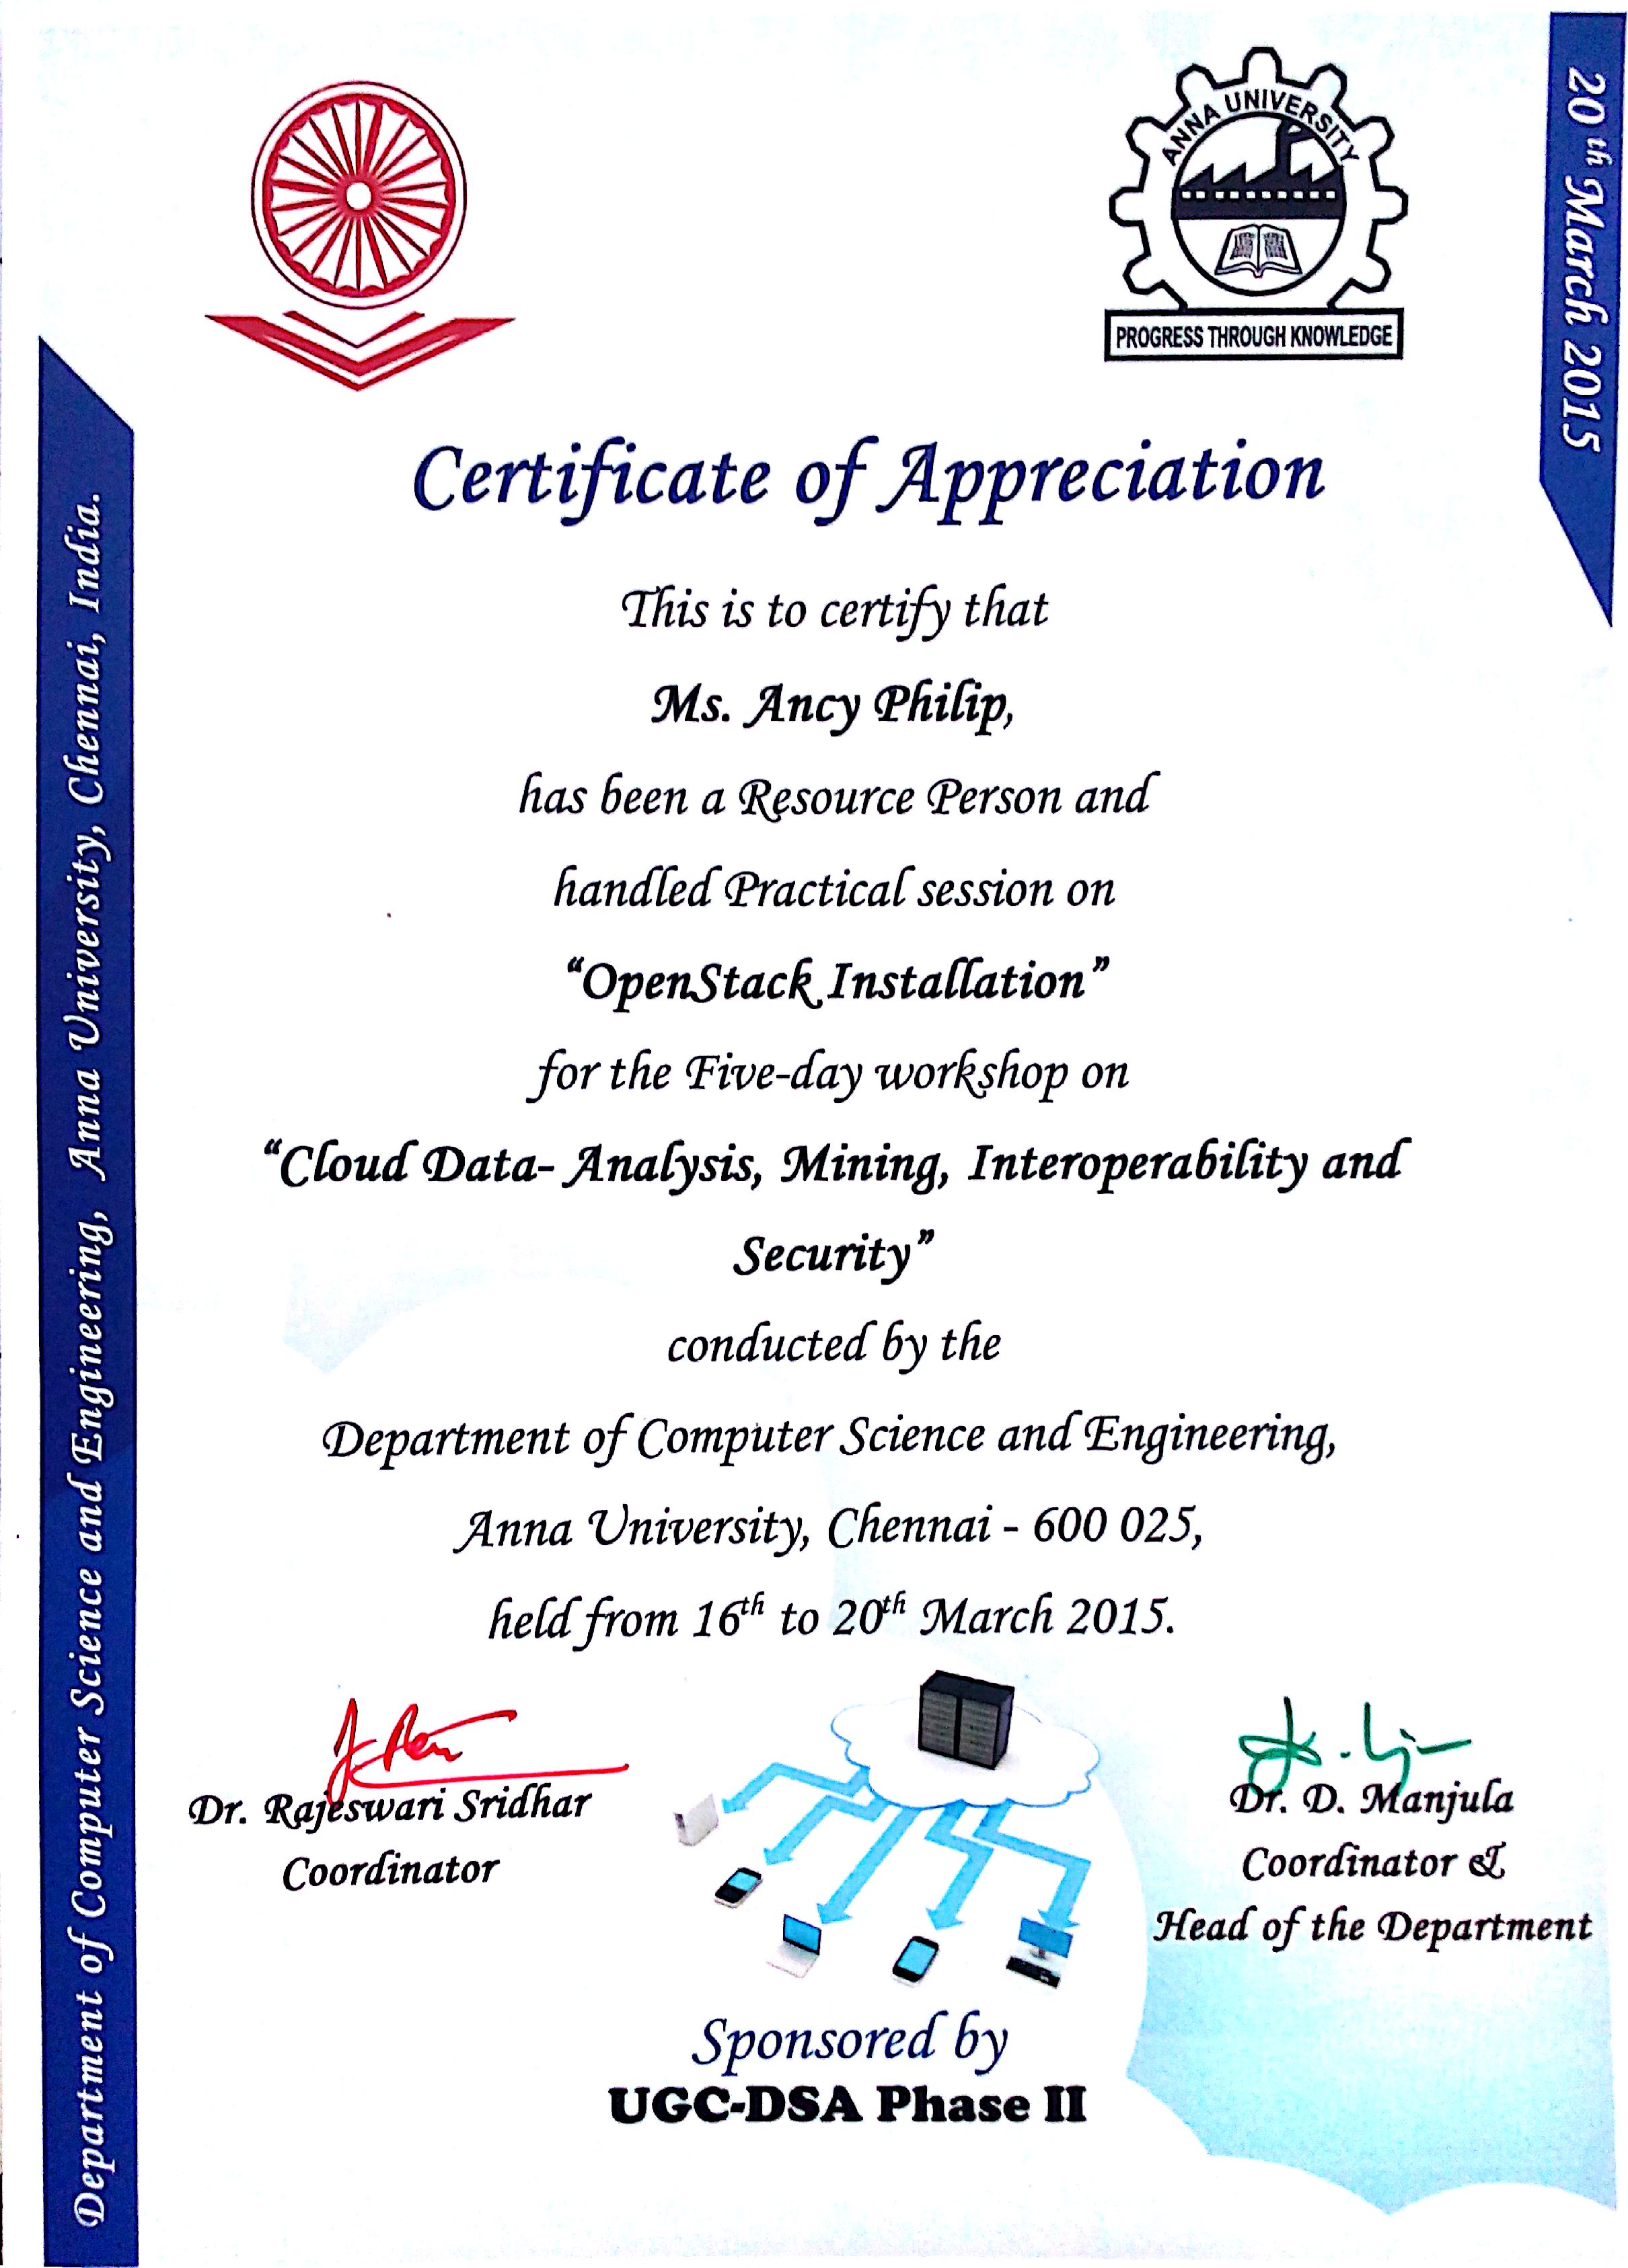 ANNA UNIVERSITY
PROGRESS THROUGH KNOWLEDGE
20th March 2015
Certificate of Appreciation
This is to certify that
Ms. Ancy Philip,
has been a Resource Person and
handled Practical session on
“OpenStack Installation”
for the Five-day workshop on
“Cloud Data- Analysis, Mining, Interoperability and
Security”
conducted by the
Department of Computer Science and Engineering,
Anna University, Chennai - 600 025,
held from 16th to 20th March 2015.
Dr. Rajeswari Sridhar
Coordinator
Dr. D. Manjula
Coordinator &
Head of the Department
Sponsored by
UGC-DSA Phase II
Department of Computer Science and Engineering, Anna University, Chennai, India.